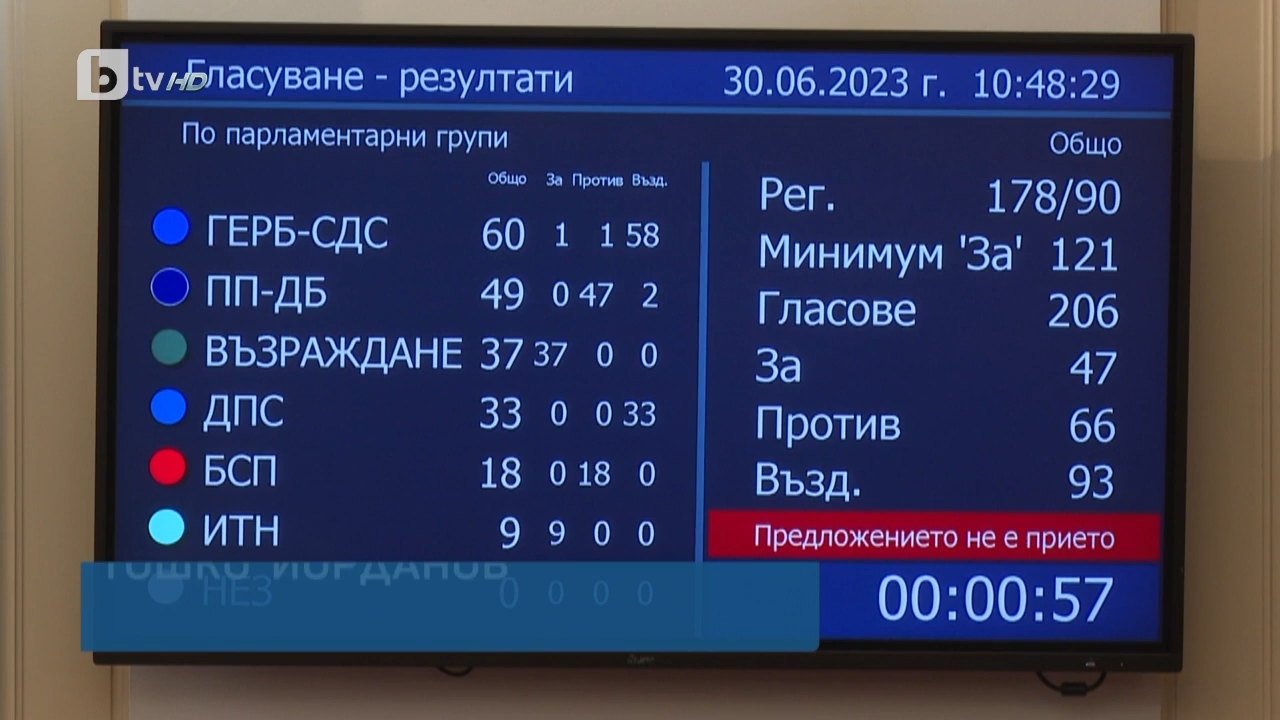 btvHD
Гласуване - резултати 30.06.2023 г. 10:48:29
По парламентарни групи
Общо За Против Възд.
ГЕРБ-СДС 60 1 1 58
ПП-ДБ 49 0 47 2
ВЪЗРАЖДАНЕ 37 37 0 0
ДПС 33 0 0 33
БСП 18 0 18 0
ИТН 9 9 0 0
ТОШКО ЙОРДАНОВ
НЕЗ 0 0 0 0
Общо
Рег. 178/90
Минимум 'За' 121
Гласове 206
За 47
Против 66
Възд. 93
Предложението не е прието
00:00:57